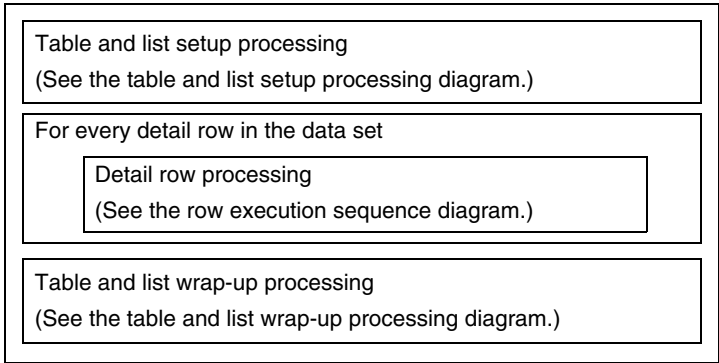 Table and list setup processing
(See the table and list setup processing diagram.)
For every detail row in the data set
Detail row processing
(See the row execution sequence diagram.)
Table and list wrap-up processing
(See the table and list wrap-up processing diagram.)